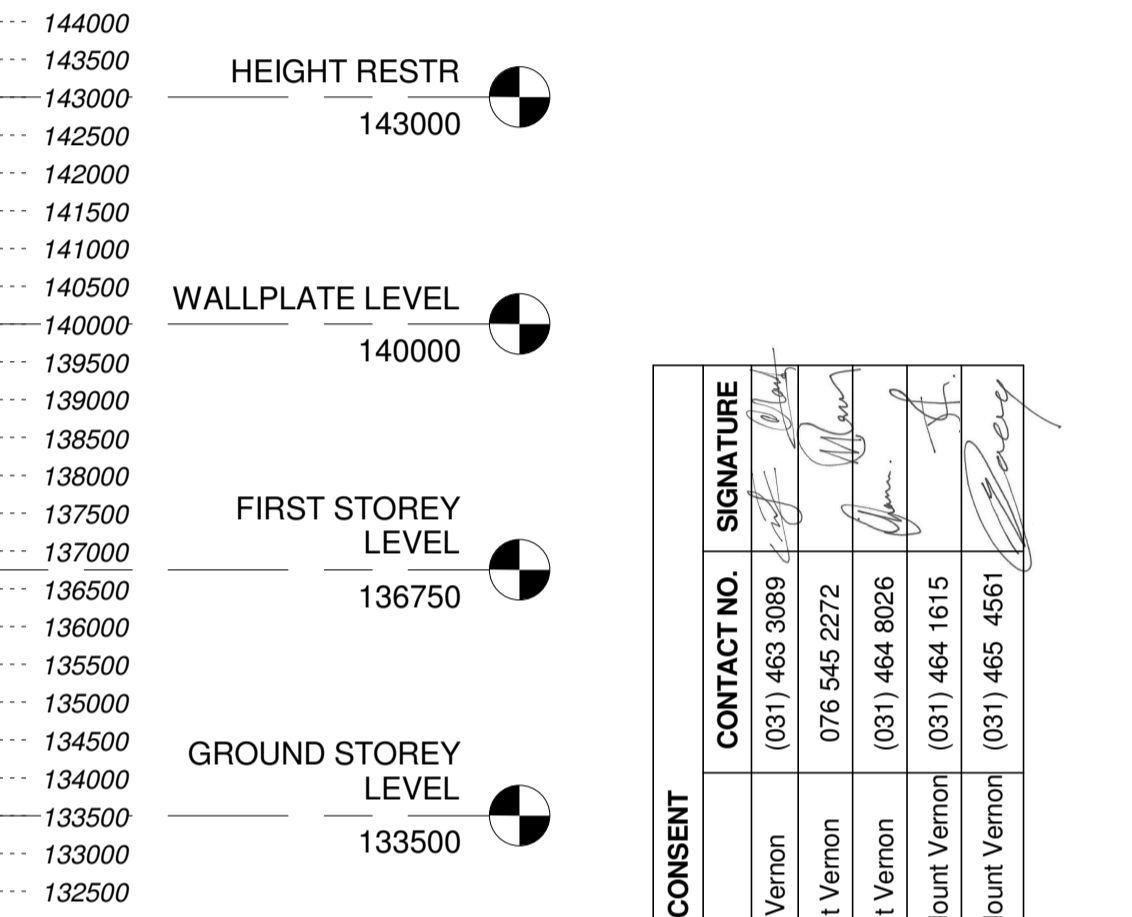 144000
143500
143000
142500
142000
141500
141000
140500
140000
139500
139000
138500
138000
137500
137000
136500
136000
135500
135000
134500
134000
133500
133000
132500
HEIGHT RESTR
143000
WALLPLATE LEVEL
140000
FIRST STOREY
LEVEL
136750
GROUND STOREY
LEVEL
133500
CONSENT
CONTACT NO. SIGNATURE
Vernon (031) 463 3089
t Vernon 076 545 2272
t Vernon (031) 464 8026
lount Vernon (031) 464 1615
lount Vernon (031) 465 4561